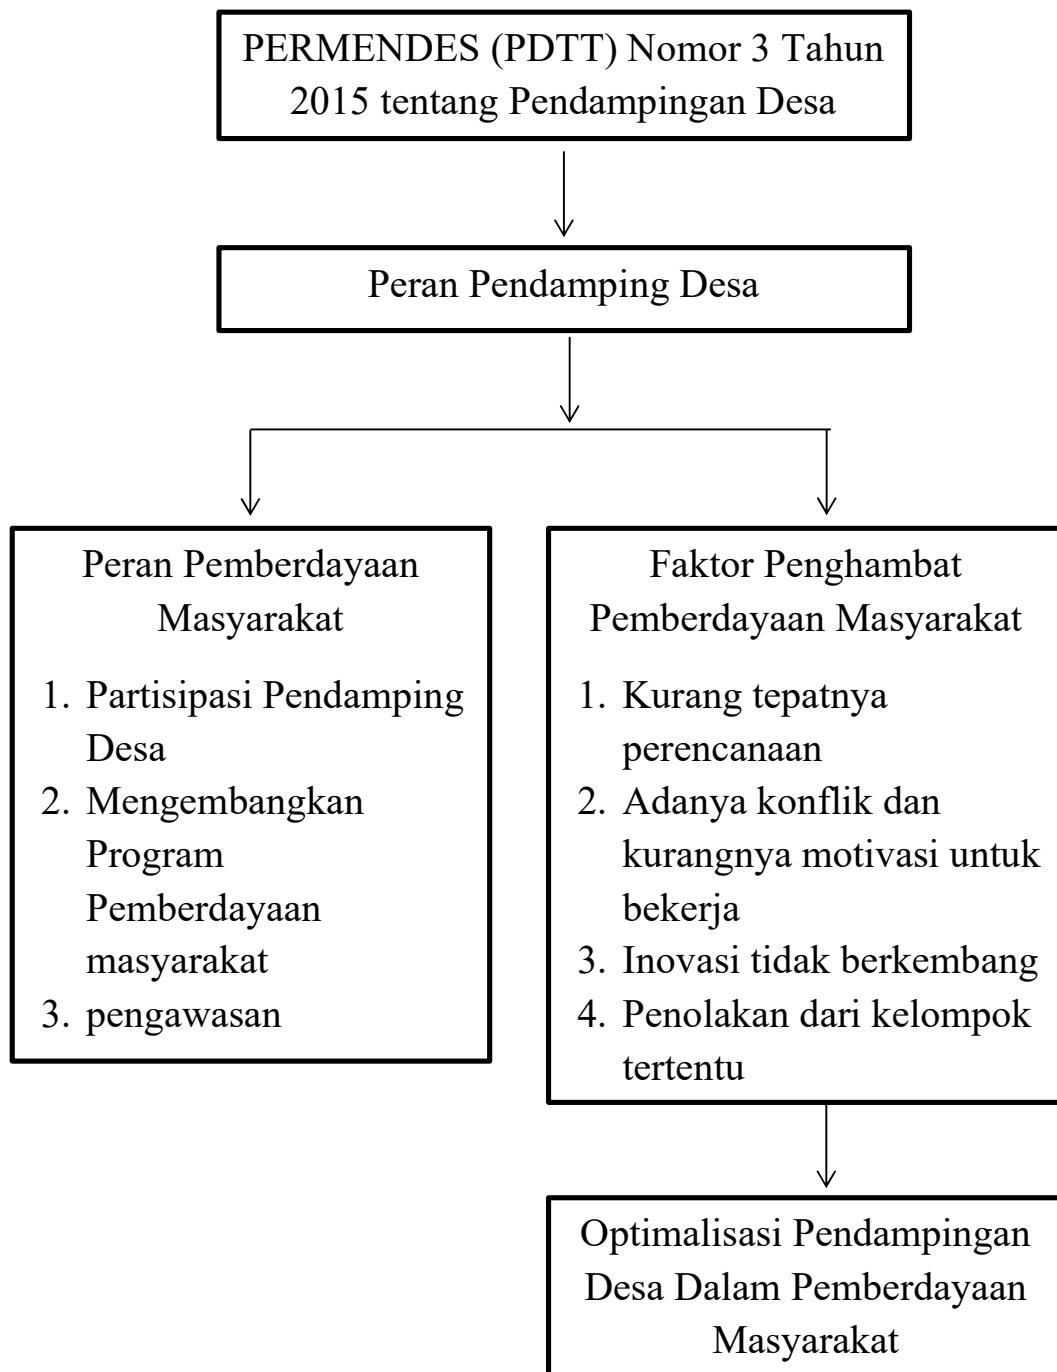 PERMENDES (PDTT) Nomor 3 Tahun
2015 tentang Pendampingan Desa
Peran Pendamping Desa
Peran Pemberdayaan
Masyarakat
1. Partisipasi Pendamping
Desa
2. Mengembangkan
Program
Pemberdayaan
masyarakat
3. pengawasan
Faktor Penghambat
Pemberdayaan Masyarakat
1. Kurang tepatnya
perencanaan
2. Adanya konflik dan
kurangnya motivasi untuk
bekerja
3. Inovasi tidak berkembang
4. Penolakan dari kelompok
tertentu
Optimalisasi Pendampingan
Desa Dalam Pemberdayaan
Masyarakat